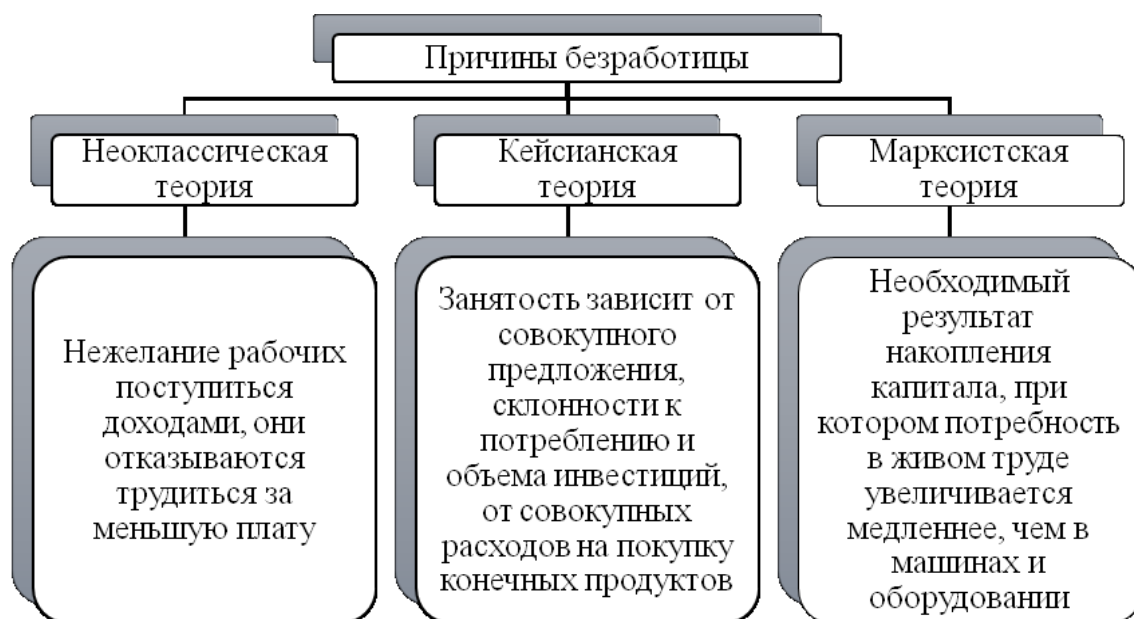 Причины безработицы
Неоклассическая
теория
Кейсианская
теория
Марксистская
теория
Нежелание рабочих
поступиться
доходами, они
отказываются
трудиться за
меньшую плату
Занятость зависит от
совокупного
предложения,
склонности к
потреблению и
объема инвестиций,
от совокупных
расходов на покупку
конечных продуктов
Необходимый
результат
накопления
капитала, при
котором потребность
в живом труде
увеличивается
медленнее, чем в
машинах и
оборудовании